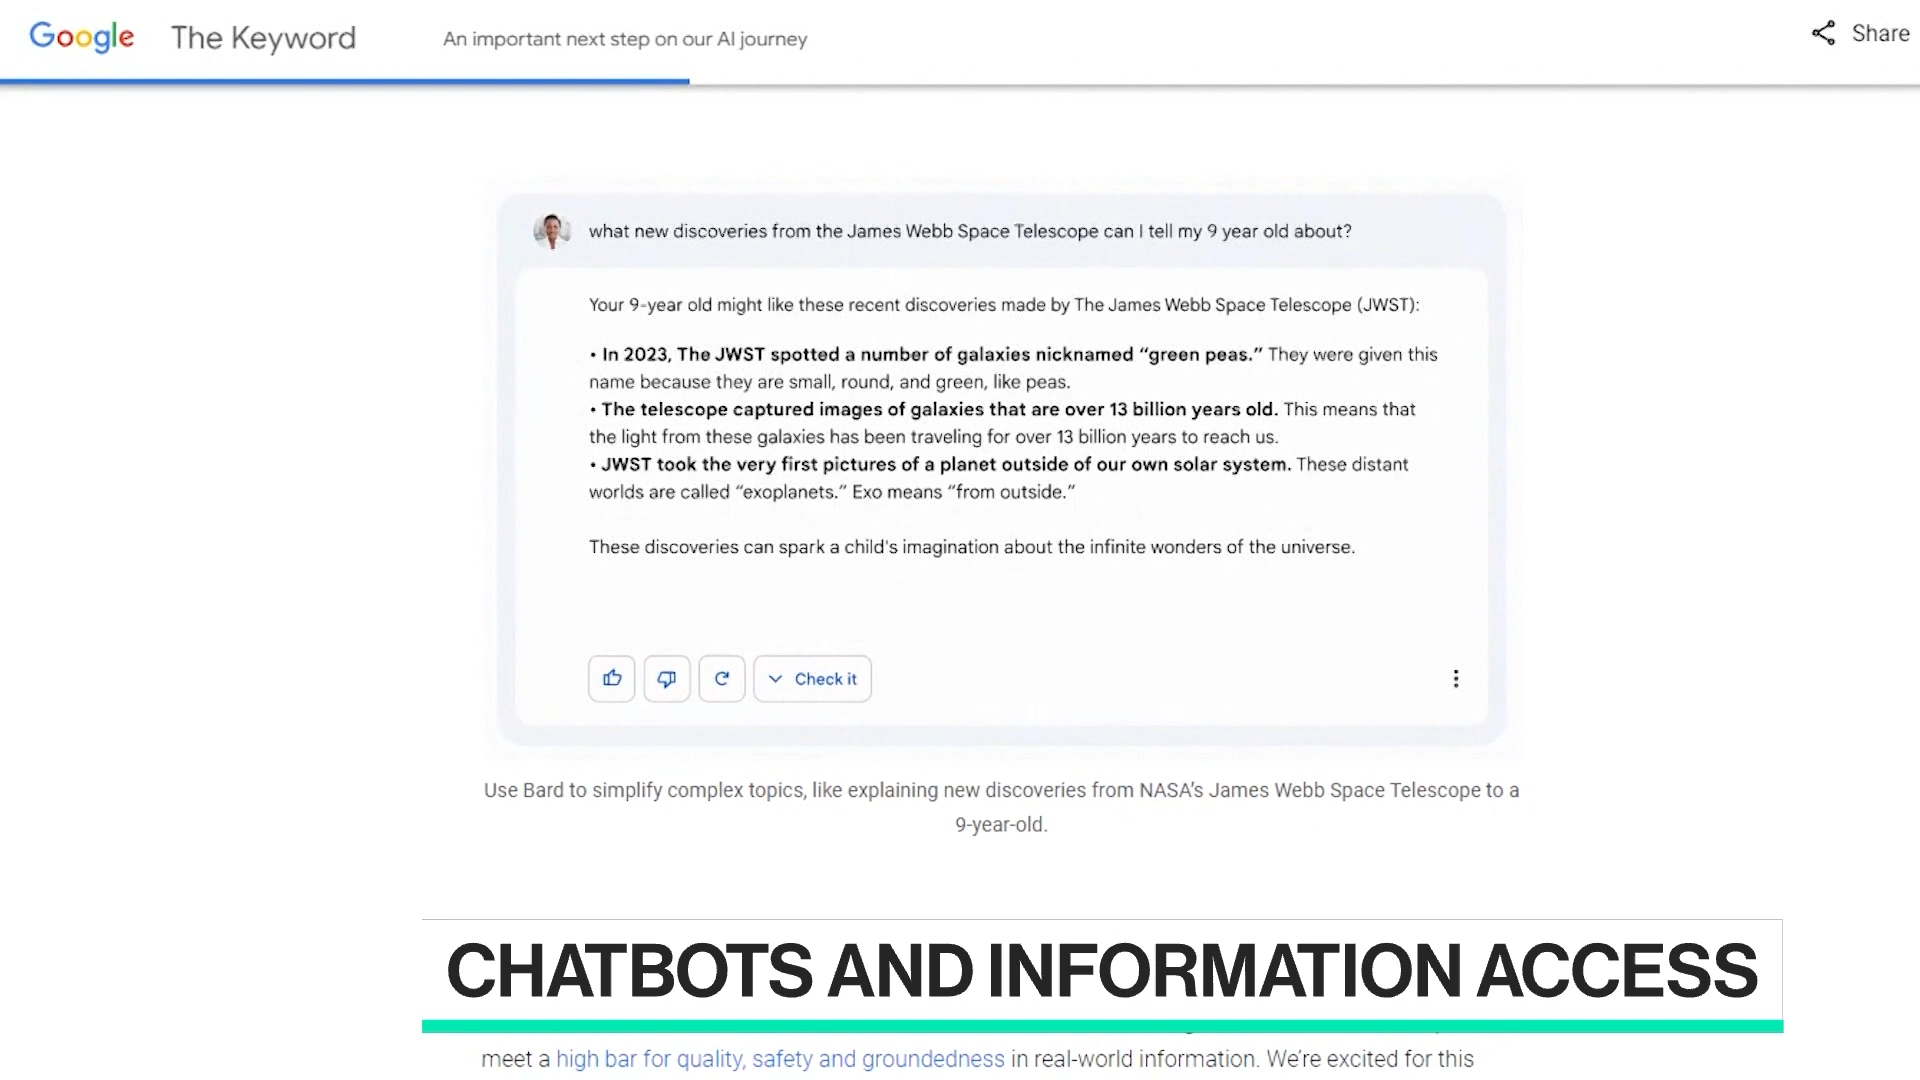 Google The Keyword An important next step on our AI journey Share
what new discoveries from the James Webb Space Telescope can I tell my 9 year old about?
Your 9-year old might like these recent discoveries made by The James Webb Space Telescope (JWST):
• In 2023, The JWST spotted a number of galaxies nicknamed “green peas.” They were given this
name because they are small, round, and green, like peas.
• The telescope captured images of galaxies that are over 13 billion years old. This means that
the light from these galaxies has been traveling for over 13 billion years to reach us.
• JWST took the very first pictures of a planet outside of our own solar system. These distant
worlds are called “exoplanets.” Exo means “from outside.”
These discoveries can spark a child's imagination about the infinite wonders of the universe.
Check it
Use Bard to simplify complex topics, like explaining new discoveries from NASA’s James Webb Space Telescope to a
9-year-old.
CHATBOTS AND INFORMATION ACCESS
meet a high bar for quality, safety and groundedness in real-world information. We’re excited for this